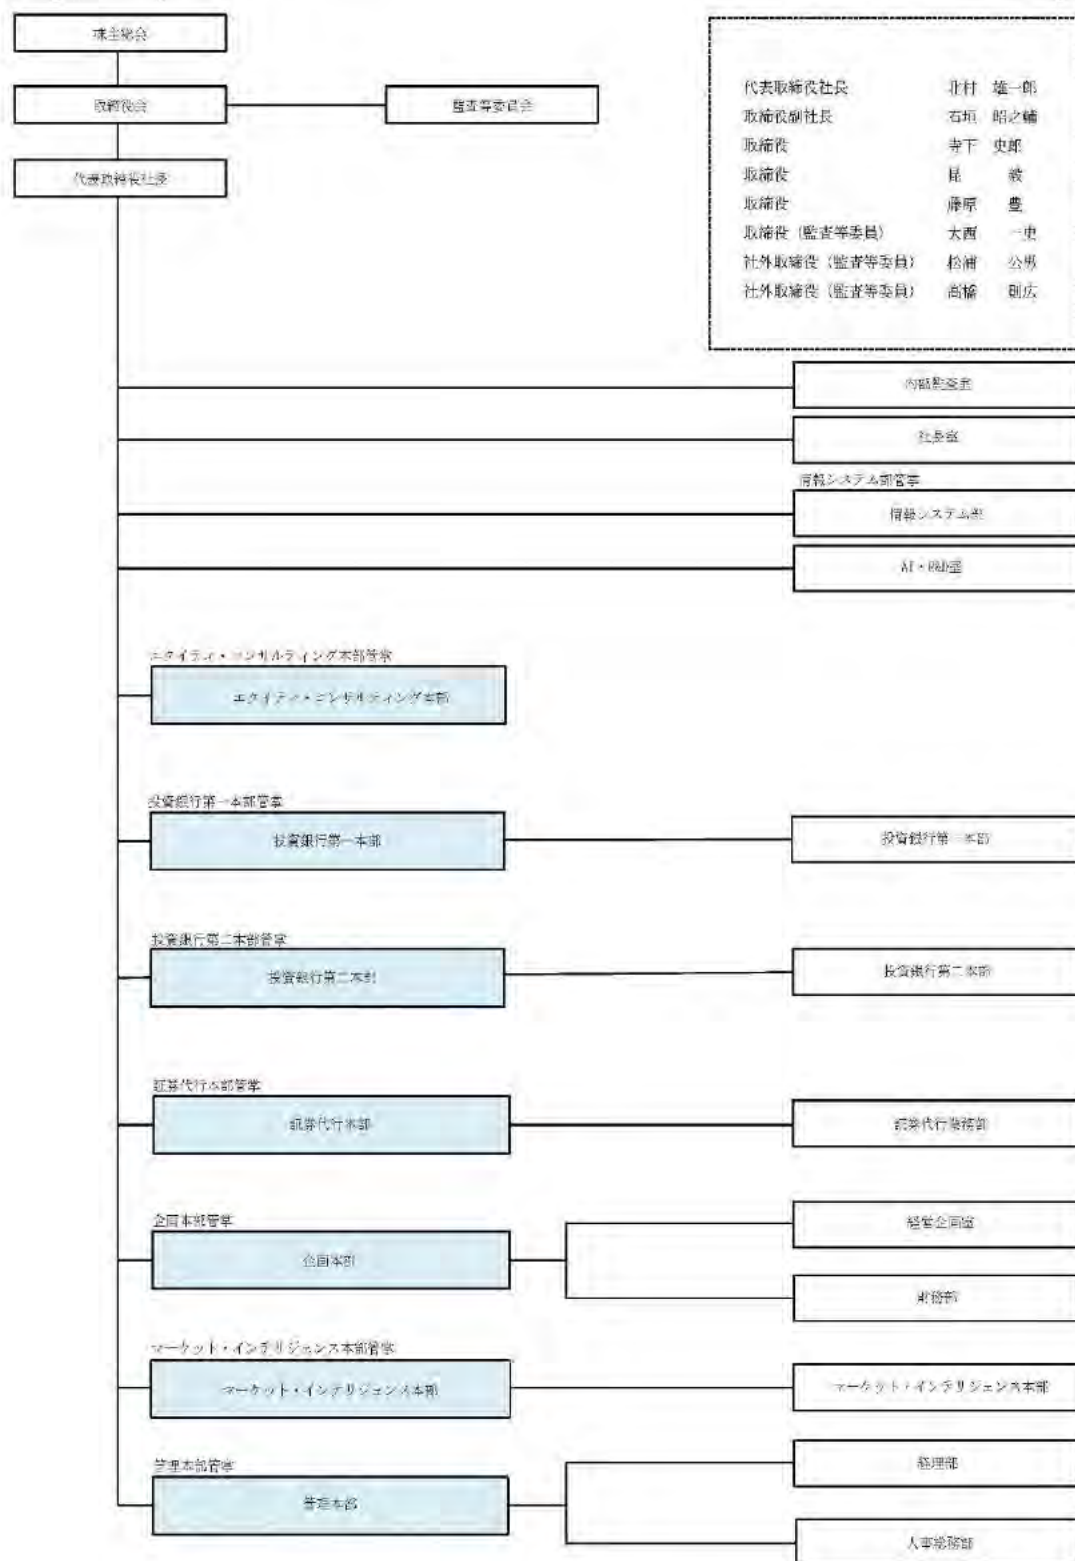 株主総会
取締役会
監査等委員会
代表取締役社長
代表取締役社長 北村 雄一郎
取締役副社長 石垣 昭之輔
取締役 寺下 史郎
取締役 昆 毅
取締役 藤原 豊
取締役（監査等委員） 大西 一史
社外取締役（監査等委員） 松浦 公男
社外取締役（監査等委員） 高橋
内部監査室
社長室
情報システム部管掌
情報システム部
AI・R&D室
エクイティ・コンサルティング本部管掌
エクイティ・コンサルティング本部
投資銀行第一本部管掌
投資銀行第一本部
投資銀行第一本部
投資銀行第二本部管掌
投資銀行第二本部
投資銀行第二本部
証券代行本部管掌
証券代行本部
証券代行業務部
企画本部管掌
企画本部
経営企画室
財務部
マーケット・インテリジェンス本部管掌
マーケット・インテリジェンス本部
マーケット・インテリジェンス本部
管理本部管掌
管理本部
経理部
人事総務部